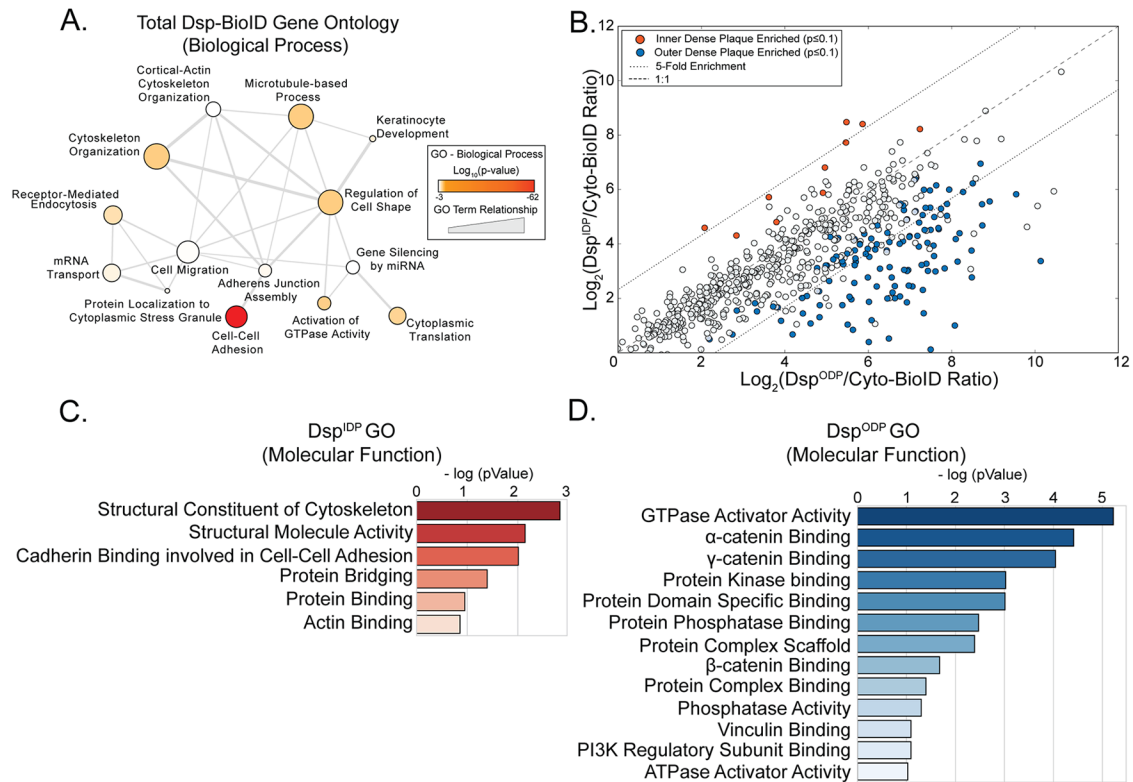 A.
Total Dsp-BioID Gene Ontology
(Biological Process)
Cortical-Actin
Cytoskeleton
Organization
Microtubule-based
Process
Keratinocyte
Development
Cytoskeleton
Organization
GO - Biological Process
Log10(p-value)
-3 -62
GO Term Relationship
Receptor-Mediated
Endocytosis
Regulation of
Cell Shape
mRNA
Transport
Cell Migration
Gene Silencing
by miRNA
Adherens Junction
Assembly
Protein Localization to
Cytoplasmic Stress Granule
Cell-Cell
Adhesion
Activation of
GTPase Activity
Cytoplasmic
Translation
B.
Inner Dense Plaque Enriched (p≤0.1)
Outer Dense Plaque Enriched (p≤0.1)
5-Fold Enrichment
1:1
Log2(DspIDP/Cyto-BioID Ratio)
12
10
8
6
4
2
0 2 4 6 8 10 12
Log2(DspODP/Cyto-BioID Ratio)
C.
DspIDP GO
(Molecular Function)
- log (pValue)
0 1 2 3
Structural Constituent of Cytoskeleton
Structural Molecule Activity
Cadherin Binding involved in Cell-Cell Adhesion
Protein Bridging
Protein Binding
Actin Binding
D.
DspODP GO
(Molecular Function)
- log (pValue)
0 1 2 3 4 5
GTPase Activator Activity
α-catenin Binding
γ-catenin Binding
Protein Kinase binding
Protein Domain Specific Binding
Protein Phosphatase Binding
Protein Complex Scaffold
β-catenin Binding
Protein Complex Binding
Phosphatase Activity
Vinculin Binding
PI3K Regulatory Subunit Binding
ATPase Activator Activity